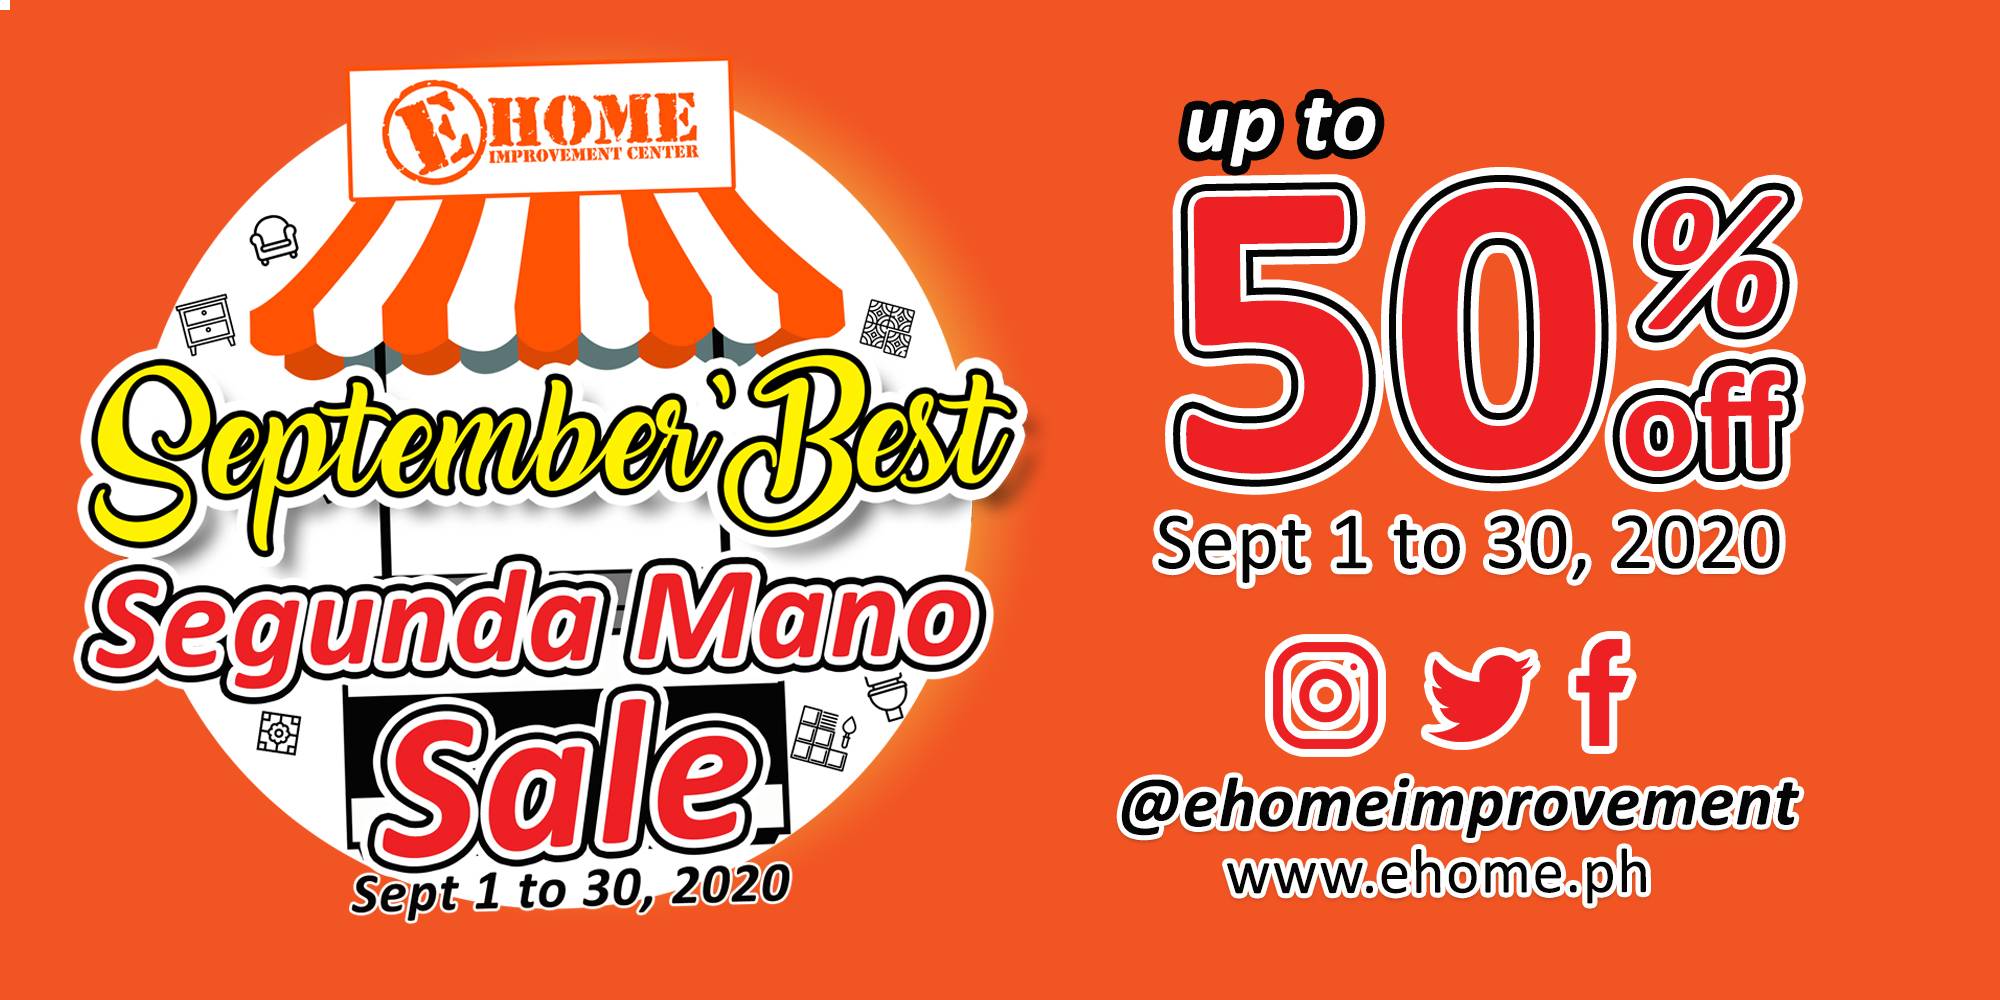 E HOME
IMPROVEMENT CENTER
September' Best
Segunda Mano
Sale
Sept 1 to 30, 2020
up to
50%
off
Sept 1 to 30, 2020
@ehomeimprovement
www.ehome.ph